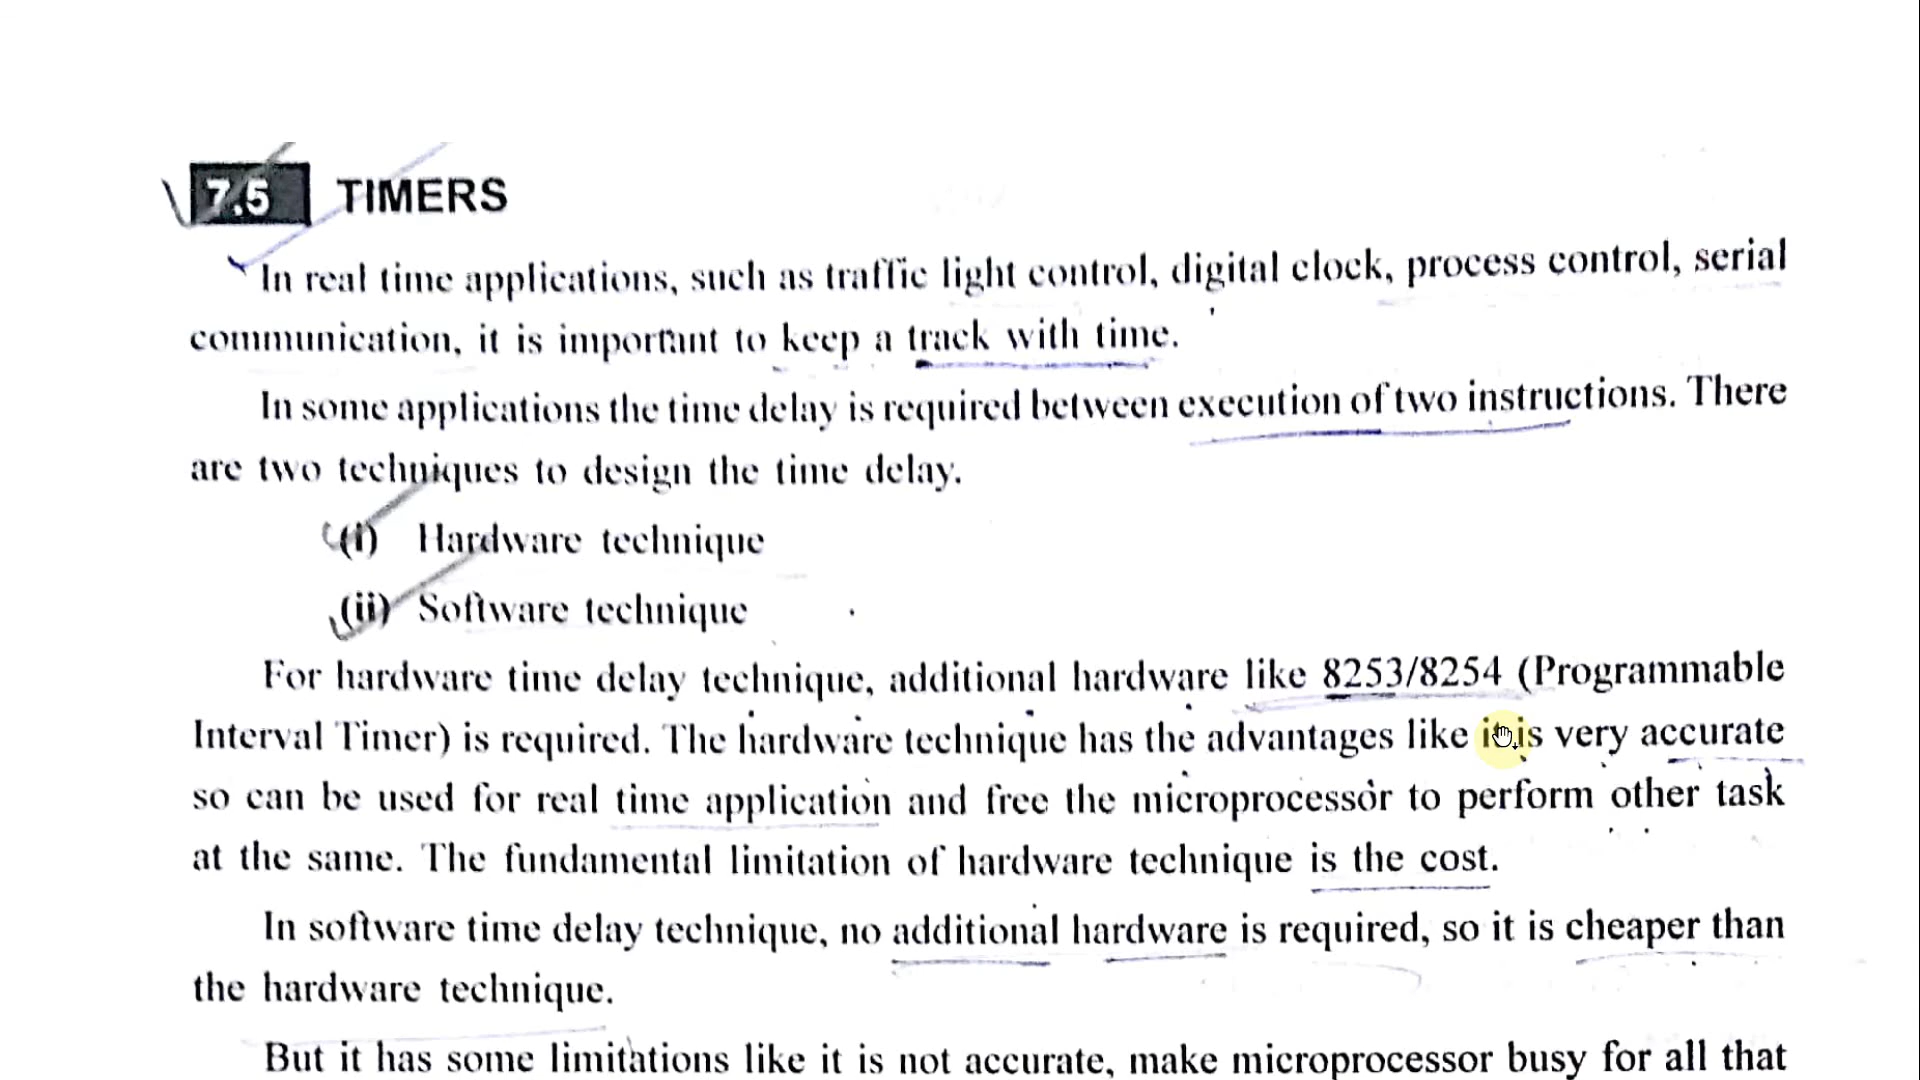 7.5 TIMERS
In real time applications, such as traffic light control, digital clock, process control, serial
communication, it is important to keep a track with time.
In some applications the time delay is required between execution of two instructions. There
are two techniques to design the time delay.
(i) Hardware technique
(ii) Software technique
For hardware time delay technique, additional hardware like 8253/8254 (Programmable
Interval Timer) is required. The hardware technique has the advantages like it is very accurate
so can be used for real time application and free the microprocessor to perform other task
at the same. The fundamental limitation of hardware technique is the cost.
In software time delay technique, no additional hardware is required, so it is cheaper than
the hardware technique.
But it has some limitations like it is not accurate, make microprocessor busy for all that